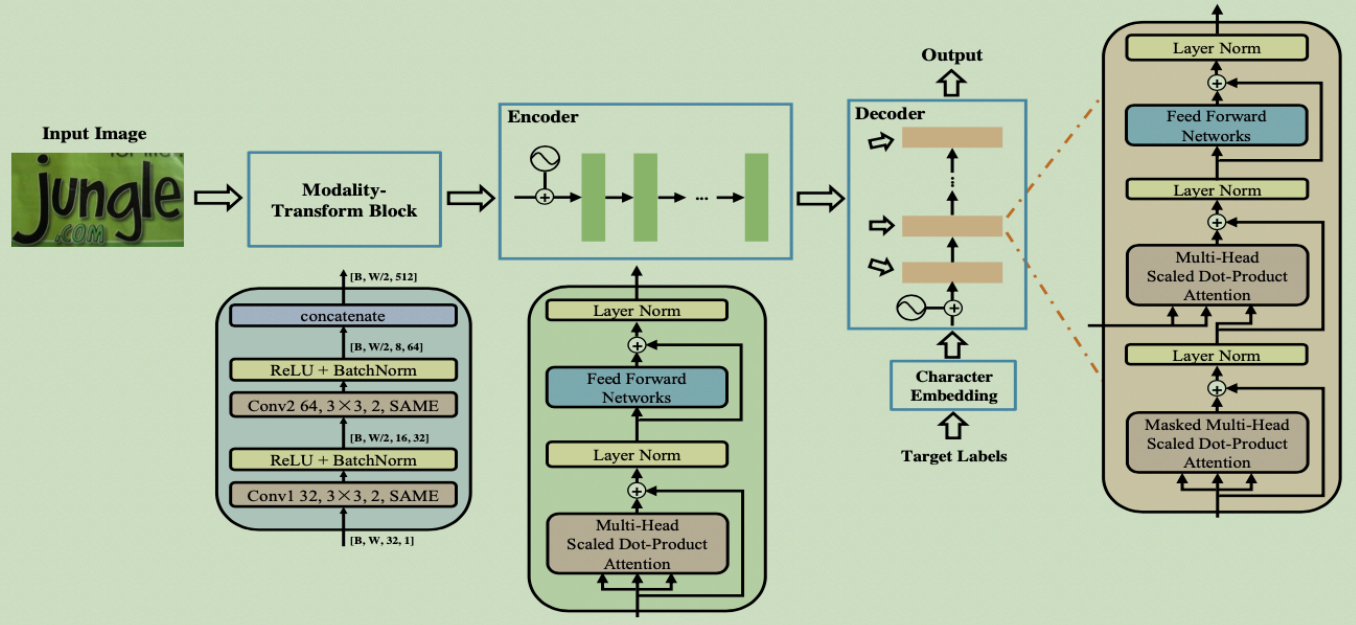 Input Image
jungle
.COM
Modality-
Transform Block
Encoder
...
Decoder
...
Output
Character
Embedding
Target Labels
[B, W/2, 512]
concatenate
[B, W/2, 8, 64]
ReLU + BatchNorm
Conv2 64, 3×3, 2, SAME
[B, W/2, 16, 32]
ReLU + BatchNorm
Conv1 32, 3×3, 2, SAME
[B, W, 32, 1]
Layer Norm
Feed Forward
Networks
Layer Norm
Multi-Head
Scaled Dot-Product
Attention
Layer Norm
Feed Forward
Networks
Layer Norm
Multi-Head
Scaled Dot-Product
Attention
Layer Norm
Masked Multi-Head
Scaled Dot-Product
Attention